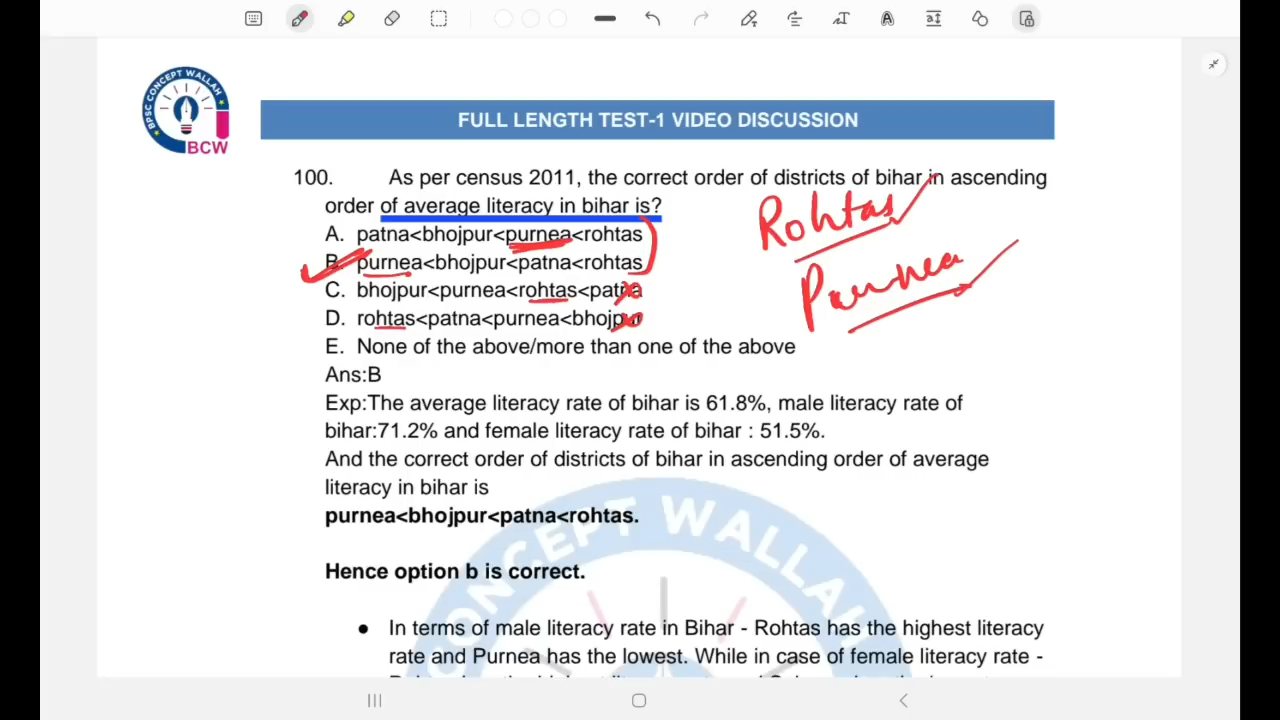 BPSC CONCEPT WALLAH
BCW
FULL LENGTH TEST-1 VIDEO DISCUSSION
100. As per census 2011, the correct order of districts of bihar in ascending
order of average literacy in bihar is?
A. patna<bhojpur<purnea<rohtas
B. purnea<bhojpur<patna<rohtas
C. bhojpur<purnea<rohtas<patna
D. rohtas<patna<purnea<bhojpur
E. None of the above/more than one of the above
Rohtas
Purnea
Ans:B
Exp:The average literacy rate of bihar is 61.8%, male literacy rate of
bihar:71.2% and female literacy rate of bihar : 51.5%.
And the correct order of districts of bihar in ascending order of average
literacy in bihar is
purnea<bhojpur<patna<rohtas.
Hence option b is correct.
CONCEPT WALLAH
● In terms of male literacy rate in Bihar - Rohtas has the highest literacy
rate and Purnea has the lowest. While in case of female literacy rate -